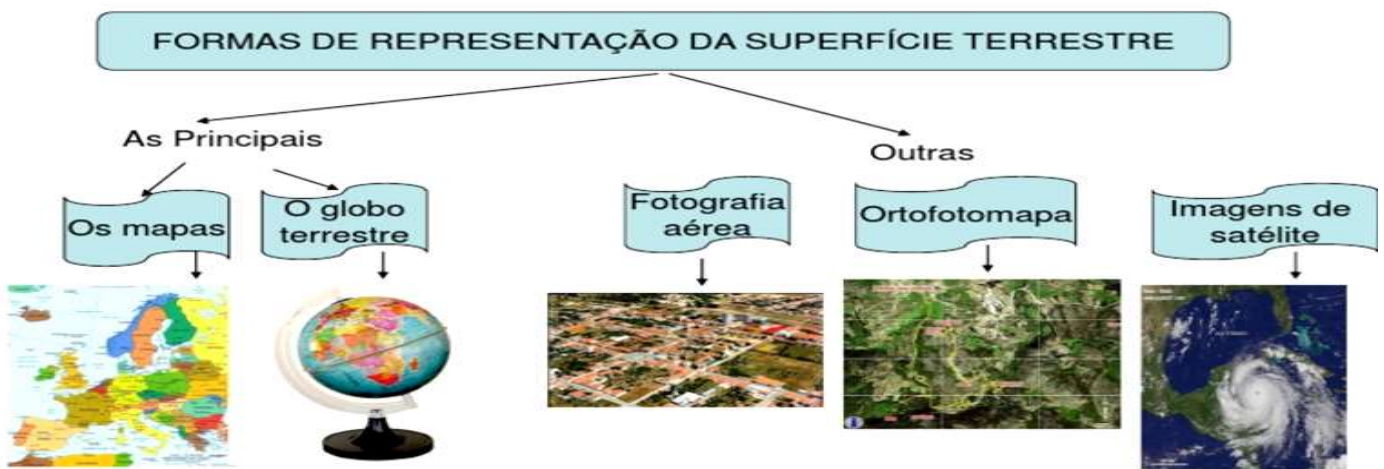 FORMAS DE REPRESENTAÇÃO DA SUPERFÍCIE TERRESTRE
As Principais
Outras
Os mapas
O globo
terrestre
Fotografia
aérea
Ortofotomapa
Imagens de
satélite